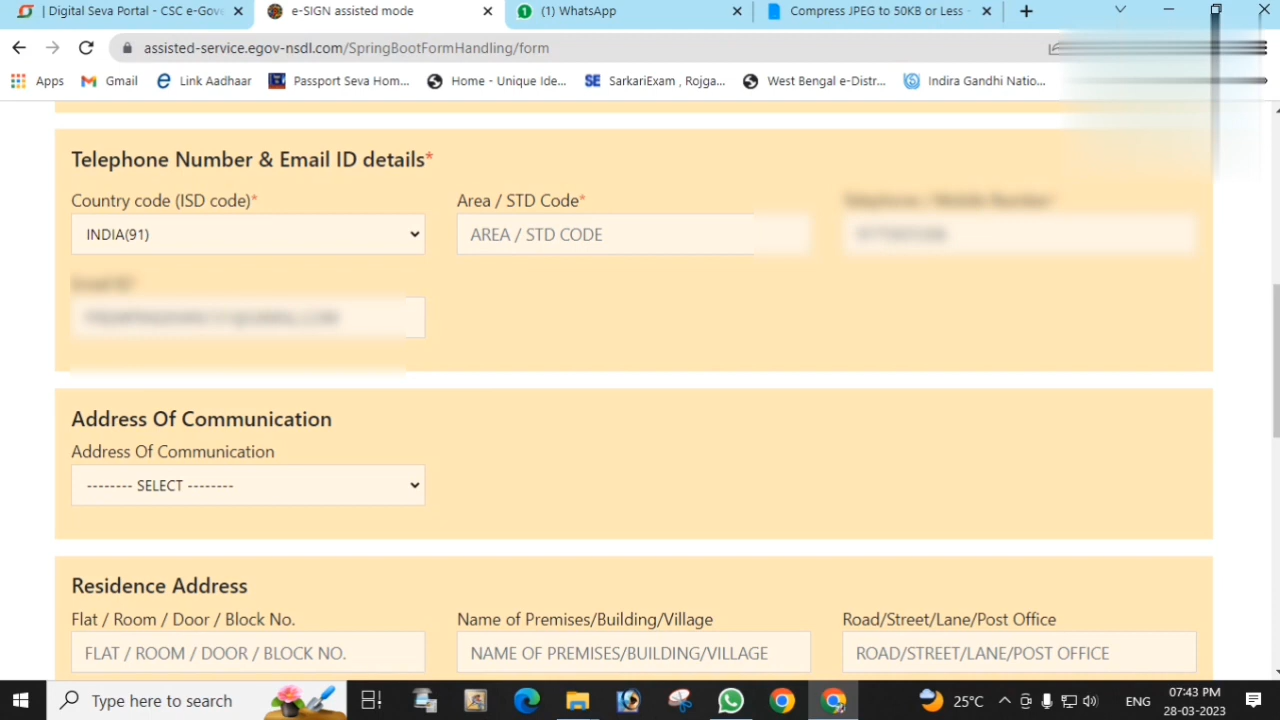 Digital Seva Portal - CSC e-Gove
e-SIGN assisted mode
(1) WhatsApp
Compress JPEG to 50KB or Less -
assisted-service.egov-nsdl.com/SpringBootFormHandling/form
Apps
Gmail
Link Aadhaar
Passport Seva Hom...
Home - Unique Ide...
SarkariExam , Rojga...
West Bengal e-Distr...
Indira Gandhi Natio...
Telephone Number & Email ID details*
Country code (ISD code)*
Area / STD Code*
INDIA(91)
AREA / STD CODE
Address Of Communication
Address Of Communication
-------- SELECT --------
Residence Address
Flat / Room / Door / Block No.
Name of Premises/Building/Village
Road/Street/Lane/Post Office
FLAT / ROOM / DOOR / BLOCK NO.
NAME OF PREMISES/BUILDING/VILLAGE
ROAD/STREET/LANE/POST OFFICE
Type here to search
25°C
ENG
07:43 PM
28-03-2023